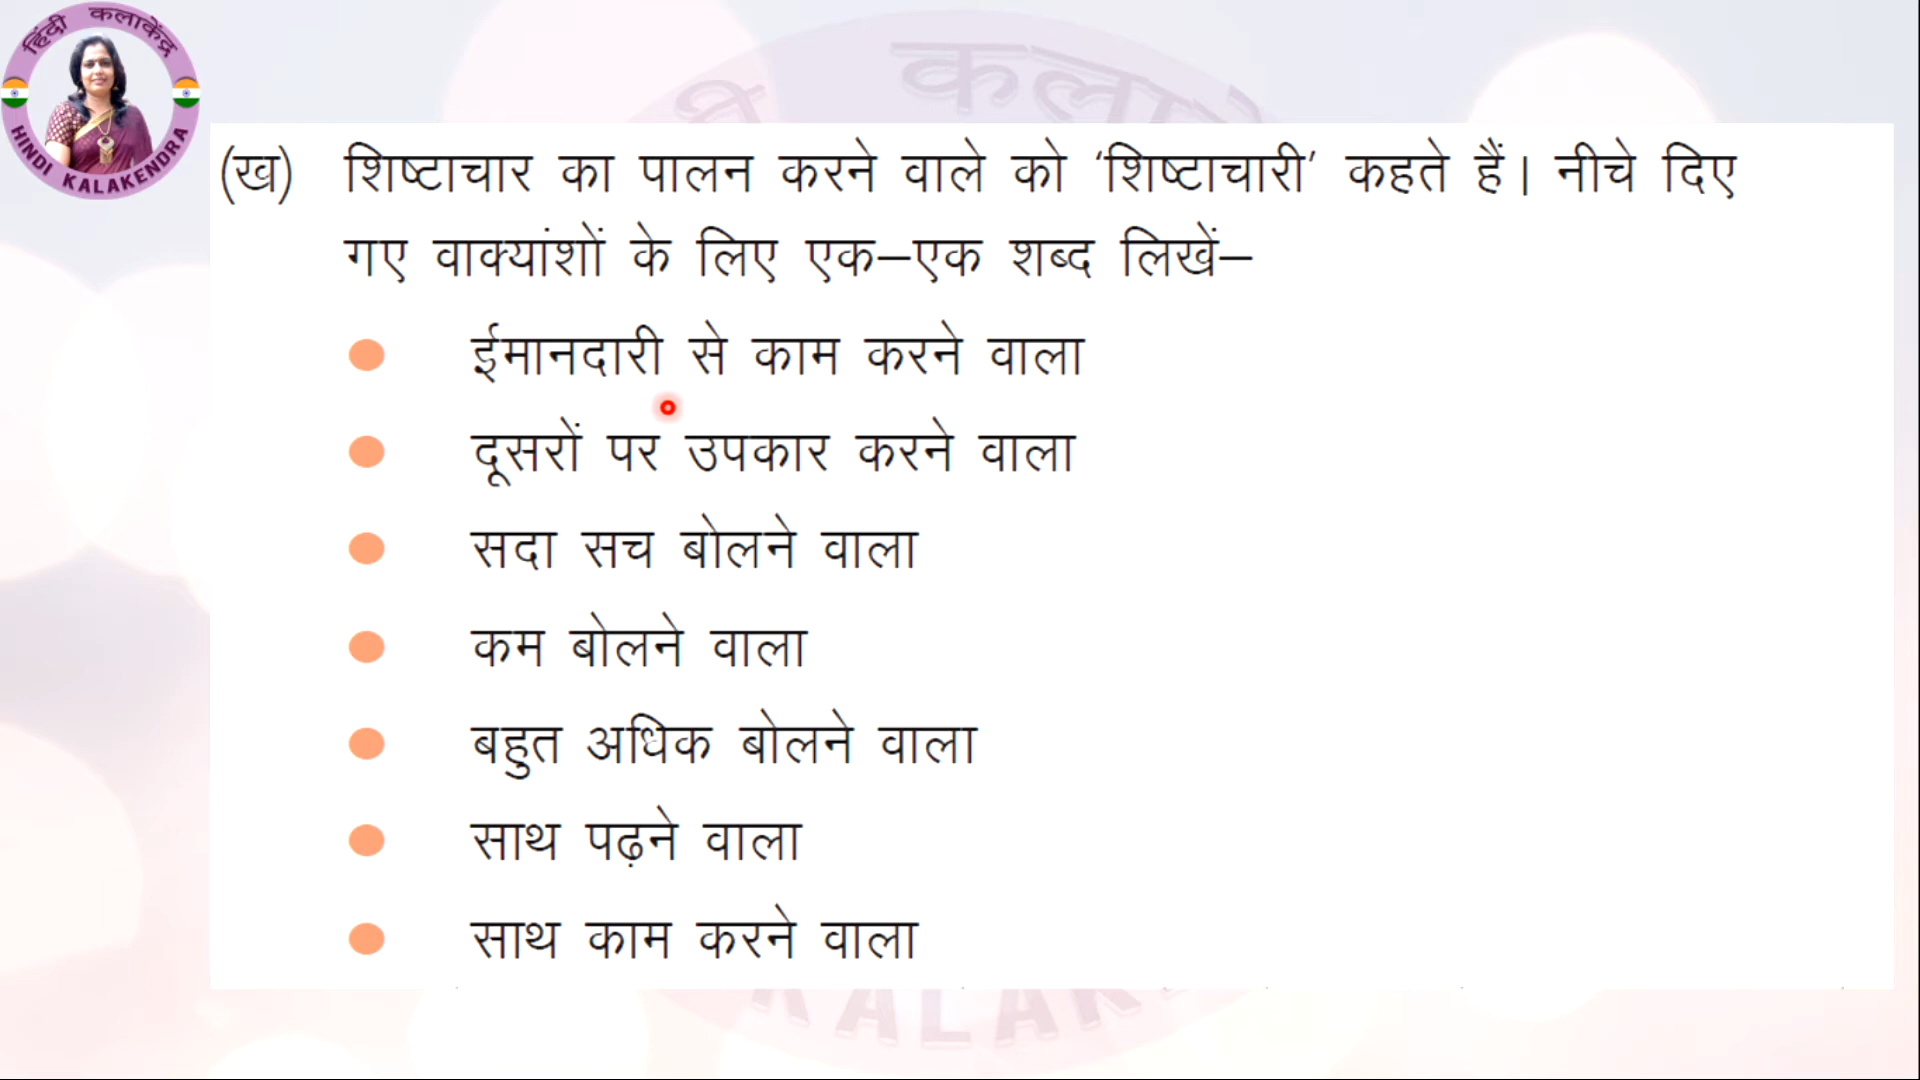 हिंदी कलाकेंद्र
HINDI KALAKENDRA
(ख) शिष्टाचार का पालन करने वाले को ‘शिष्टाचारी’ कहते हैं। नीचे दिए
गए वाक्यांशों के लिए एक–एक शब्द लिखें–
ईमानदारी से काम करने वाला
दूसरों पर उपकार करने वाला
सदा सच बोलने वाला
कम बोलने वाला
बहुत अधिक बोलने वाला
साथ पढ़ने वाला
साथ काम करने वाला